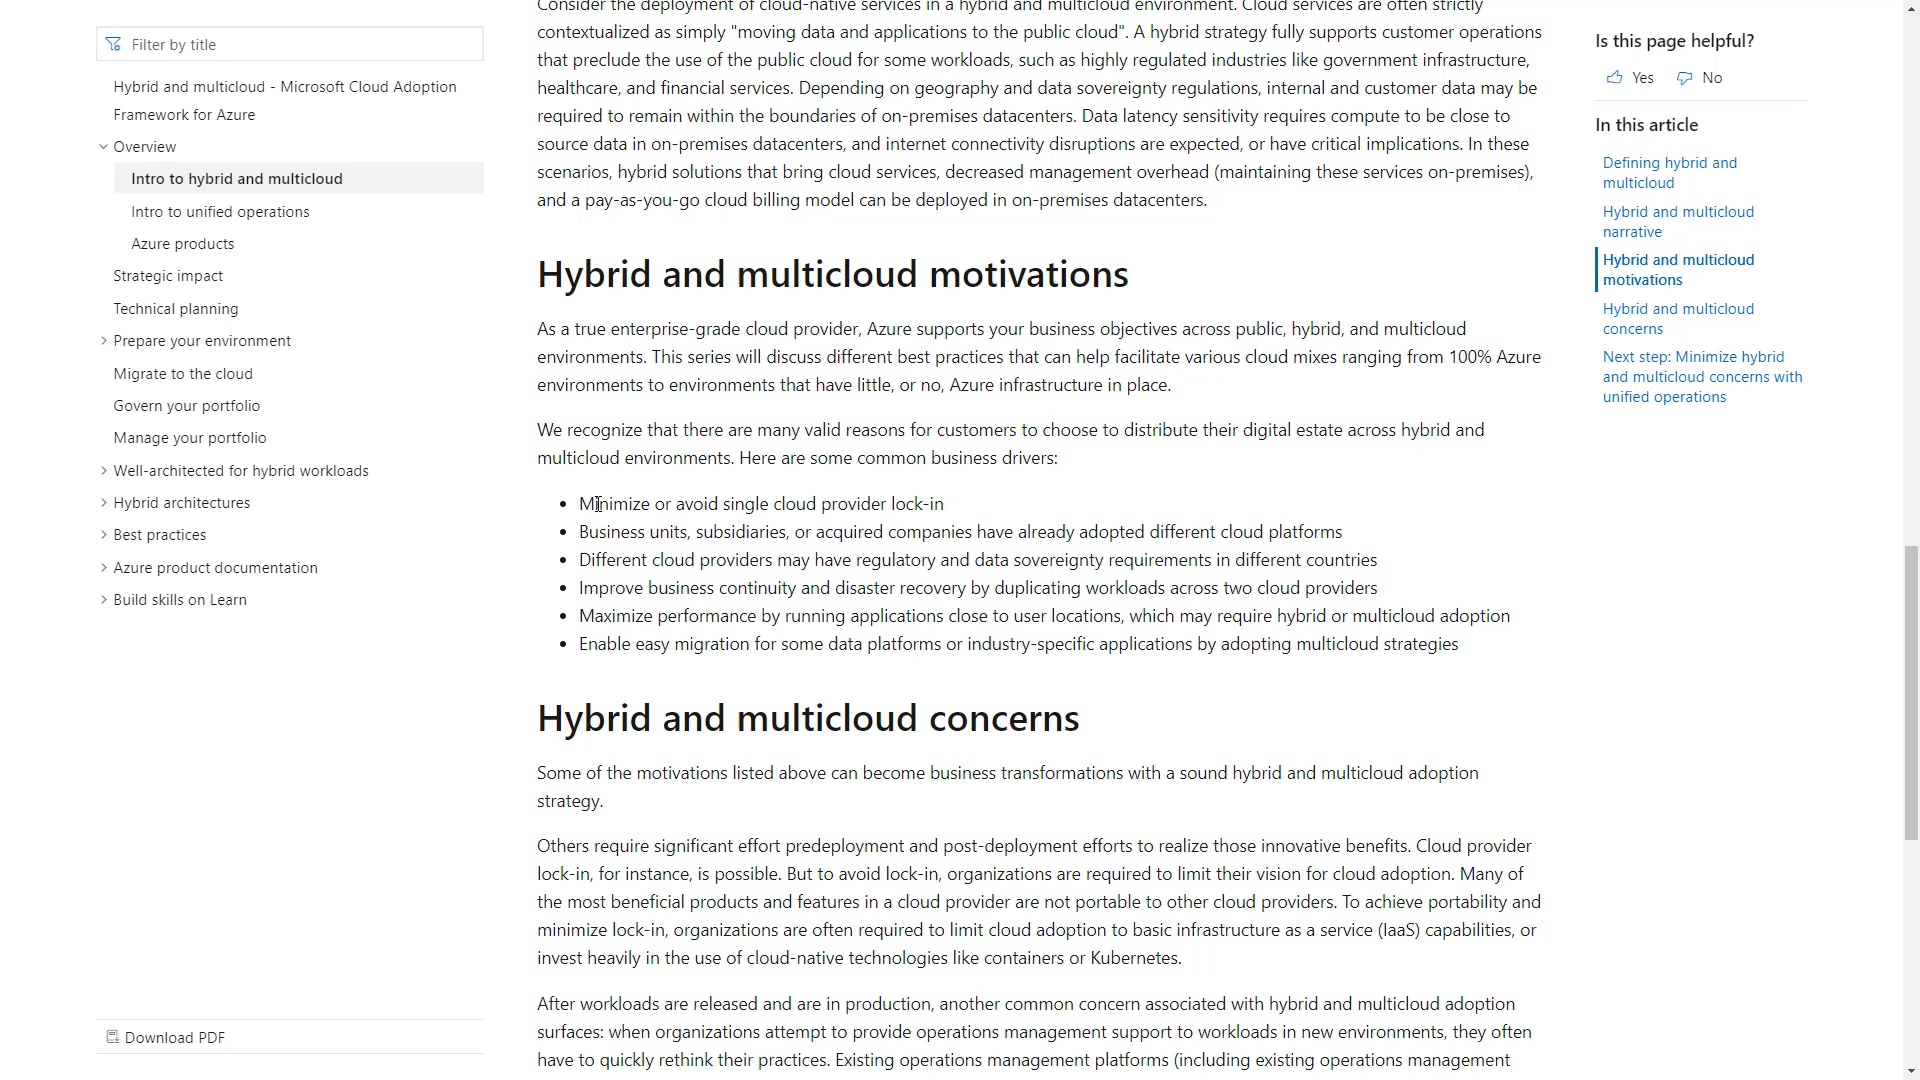 Filter by title
Hybrid and multicloud - Microsoft Cloud Adoption
Framework for Azure
Overview
Intro to hybrid and multicloud
Intro to unified operations
Azure products
Strategic impact
Technical planning
Prepare your environment
Migrate to the cloud
Govern your portfolio
Manage your portfolio
Well-architected for hybrid workloads
Hybrid architectures
Best practices
Azure product documentation
Build skills on Learn
Download PDF
Consider the deployment of cloud-native services in a hybrid and multicloud environment. Cloud services are often strictly
contextualized as simply "moving data and applications to the public cloud". A hybrid strategy fully supports customer operations
that preclude the use of the public cloud for some workloads, such as highly regulated industries like government infrastructure,
healthcare, and financial services. Depending on geography and data sovereignty regulations, internal and customer data may be
required to remain within the boundaries of on-premises datacenters. Data latency sensitivity requires compute to be close to
source data in on-premises datacenters, and internet connectivity disruptions are expected, or have critical implications. In these
scenarios, hybrid solutions that bring cloud services, decreased management overhead (maintaining these services on-premises),
and a pay-as-you-go cloud billing model can be deployed in on-premises datacenters.
Hybrid and multicloud motivations
As a true enterprise-grade cloud provider, Azure supports your business objectives across public, hybrid, and multicloud
environments. This series will discuss different best practices that can help facilitate various cloud mixes ranging from 100% Azure
environments to environments that have little, or no, Azure infrastructure in place.
We recognize that there are many valid reasons for customers to choose to distribute their digital estate across hybrid and
multicloud environments. Here are some common business drivers:
• Minimize or avoid single cloud provider lock-in
• Business units, subsidiaries, or acquired companies have already adopted different cloud platforms
• Different cloud providers may have regulatory and data sovereignty requirements in different countries
• Improve business continuity and disaster recovery by duplicating workloads across two cloud providers
• Maximize performance by running applications close to user locations, which may require hybrid or multicloud adoption
• Enable easy migration for some data platforms or industry-specific applications by adopting multicloud strategies
Hybrid and multicloud concerns
Some of the motivations listed above can become business transformations with a sound hybrid and multicloud adoption
strategy.
Others require significant effort predeployment and post-deployment efforts to realize those innovative benefits. Cloud provider
lock-in, for instance, is possible. But to avoid lock-in, organizations are required to limit their vision for cloud adoption. Many of
the most beneficial products and features in a cloud provider are not portable to other cloud providers. To achieve portability and
minimize lock-in, organizations are often required to limit cloud adoption to basic infrastructure as a service (IaaS) capabilities, or
invest heavily in the use of cloud-native technologies like containers or Kubernetes.
After workloads are released and are in production, another common concern associated with hybrid and multicloud adoption
surfaces: when organizations attempt to provide operations management support to workloads in new environments, they often
have to quickly rethink their practices. Existing operations management platforms (including existing operations management
Is this page helpful?
Yes No
In this article
Defining hybrid and
multicloud
Hybrid and multicloud
narrative
Hybrid and multicloud
motivations
Hybrid and multicloud
concerns
Next step: Minimize hybrid
and multicloud concerns with
unified operations